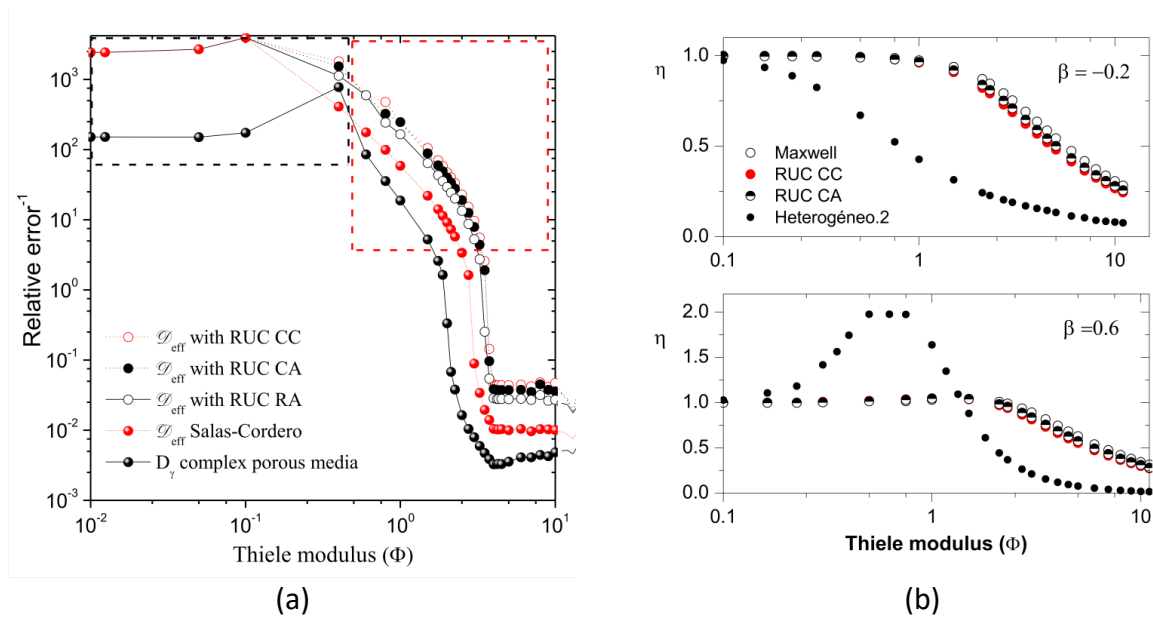 Relative error⁻¹
10³
10²
10¹
10⁰
10⁻¹
10⁻²
10⁻³
𝒟eff with RUC CC
𝒟eff with RUC CA
𝒟eff with RUC RA
𝒟eff Salas-Cordero
Dγ complex porous media
10⁻² 10⁻¹ 10⁰ 10¹
Thiele modulus (Φ)
(a)
η
1.0
0.5
0.0
β = −0.2
Maxwell
RUC CC
RUC CA
Heterogéneo.2
0.1 1 10
η
2.0
1.5
1.0
0.5
0.0
β =0.6
0.1 1 10
Thiele modulus (Φ)
(b)